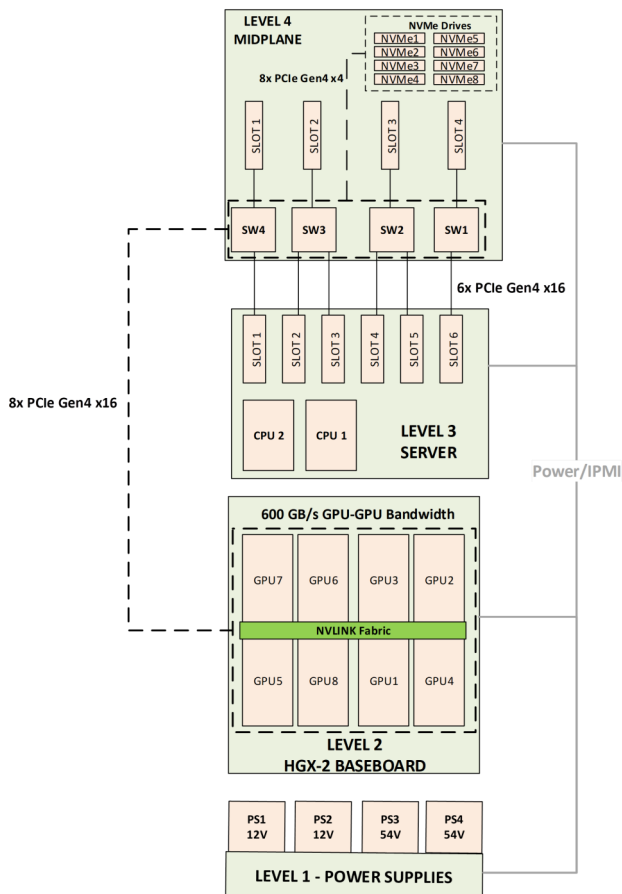 LEVEL 4
MIDPLANE
NVMe Drives
NVMe1 NVMe5
NVMe2 NVMe6
NVMe3 NVMe7
NVMe4 NVMe8
8x PCIe Gen4 x4
SLOT 1 SLOT 2 SLOT 3 SLOT 4
SW4 SW3 SW2 SW1
6x PCIe Gen4 x16
SLOT 1 SLOT 2 SLOT 3 SLOT 4 SLOT 5 SLOT 6
8x PCIe Gen4 x16
CPU 2 CPU 1
LEVEL 3
SERVER
Power/IPMI
600 GB/s GPU-GPU Bandwidth
GPU7 GPU6 GPU3 GPU2
NVLINK Fabric
GPU5 GPU8 GPU1 GPU4
LEVEL 2
HGX-2 BASEBOARD
PS1 PS2 PS3 PS4
12V 12V 54V 54V
LEVEL 1 - POWER SUPPLIES